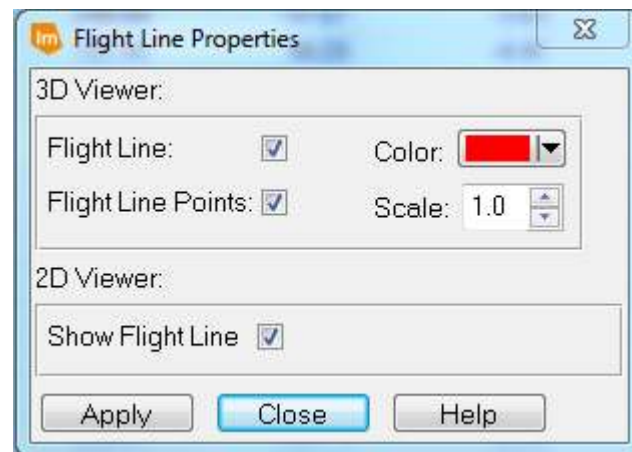 Im Flight Line Properties
3D Viewer:
Flight Line: Color:
Flight Line Points: Scale: 1.0
2D Viewer:
Show Flight Line
Apply Close Help